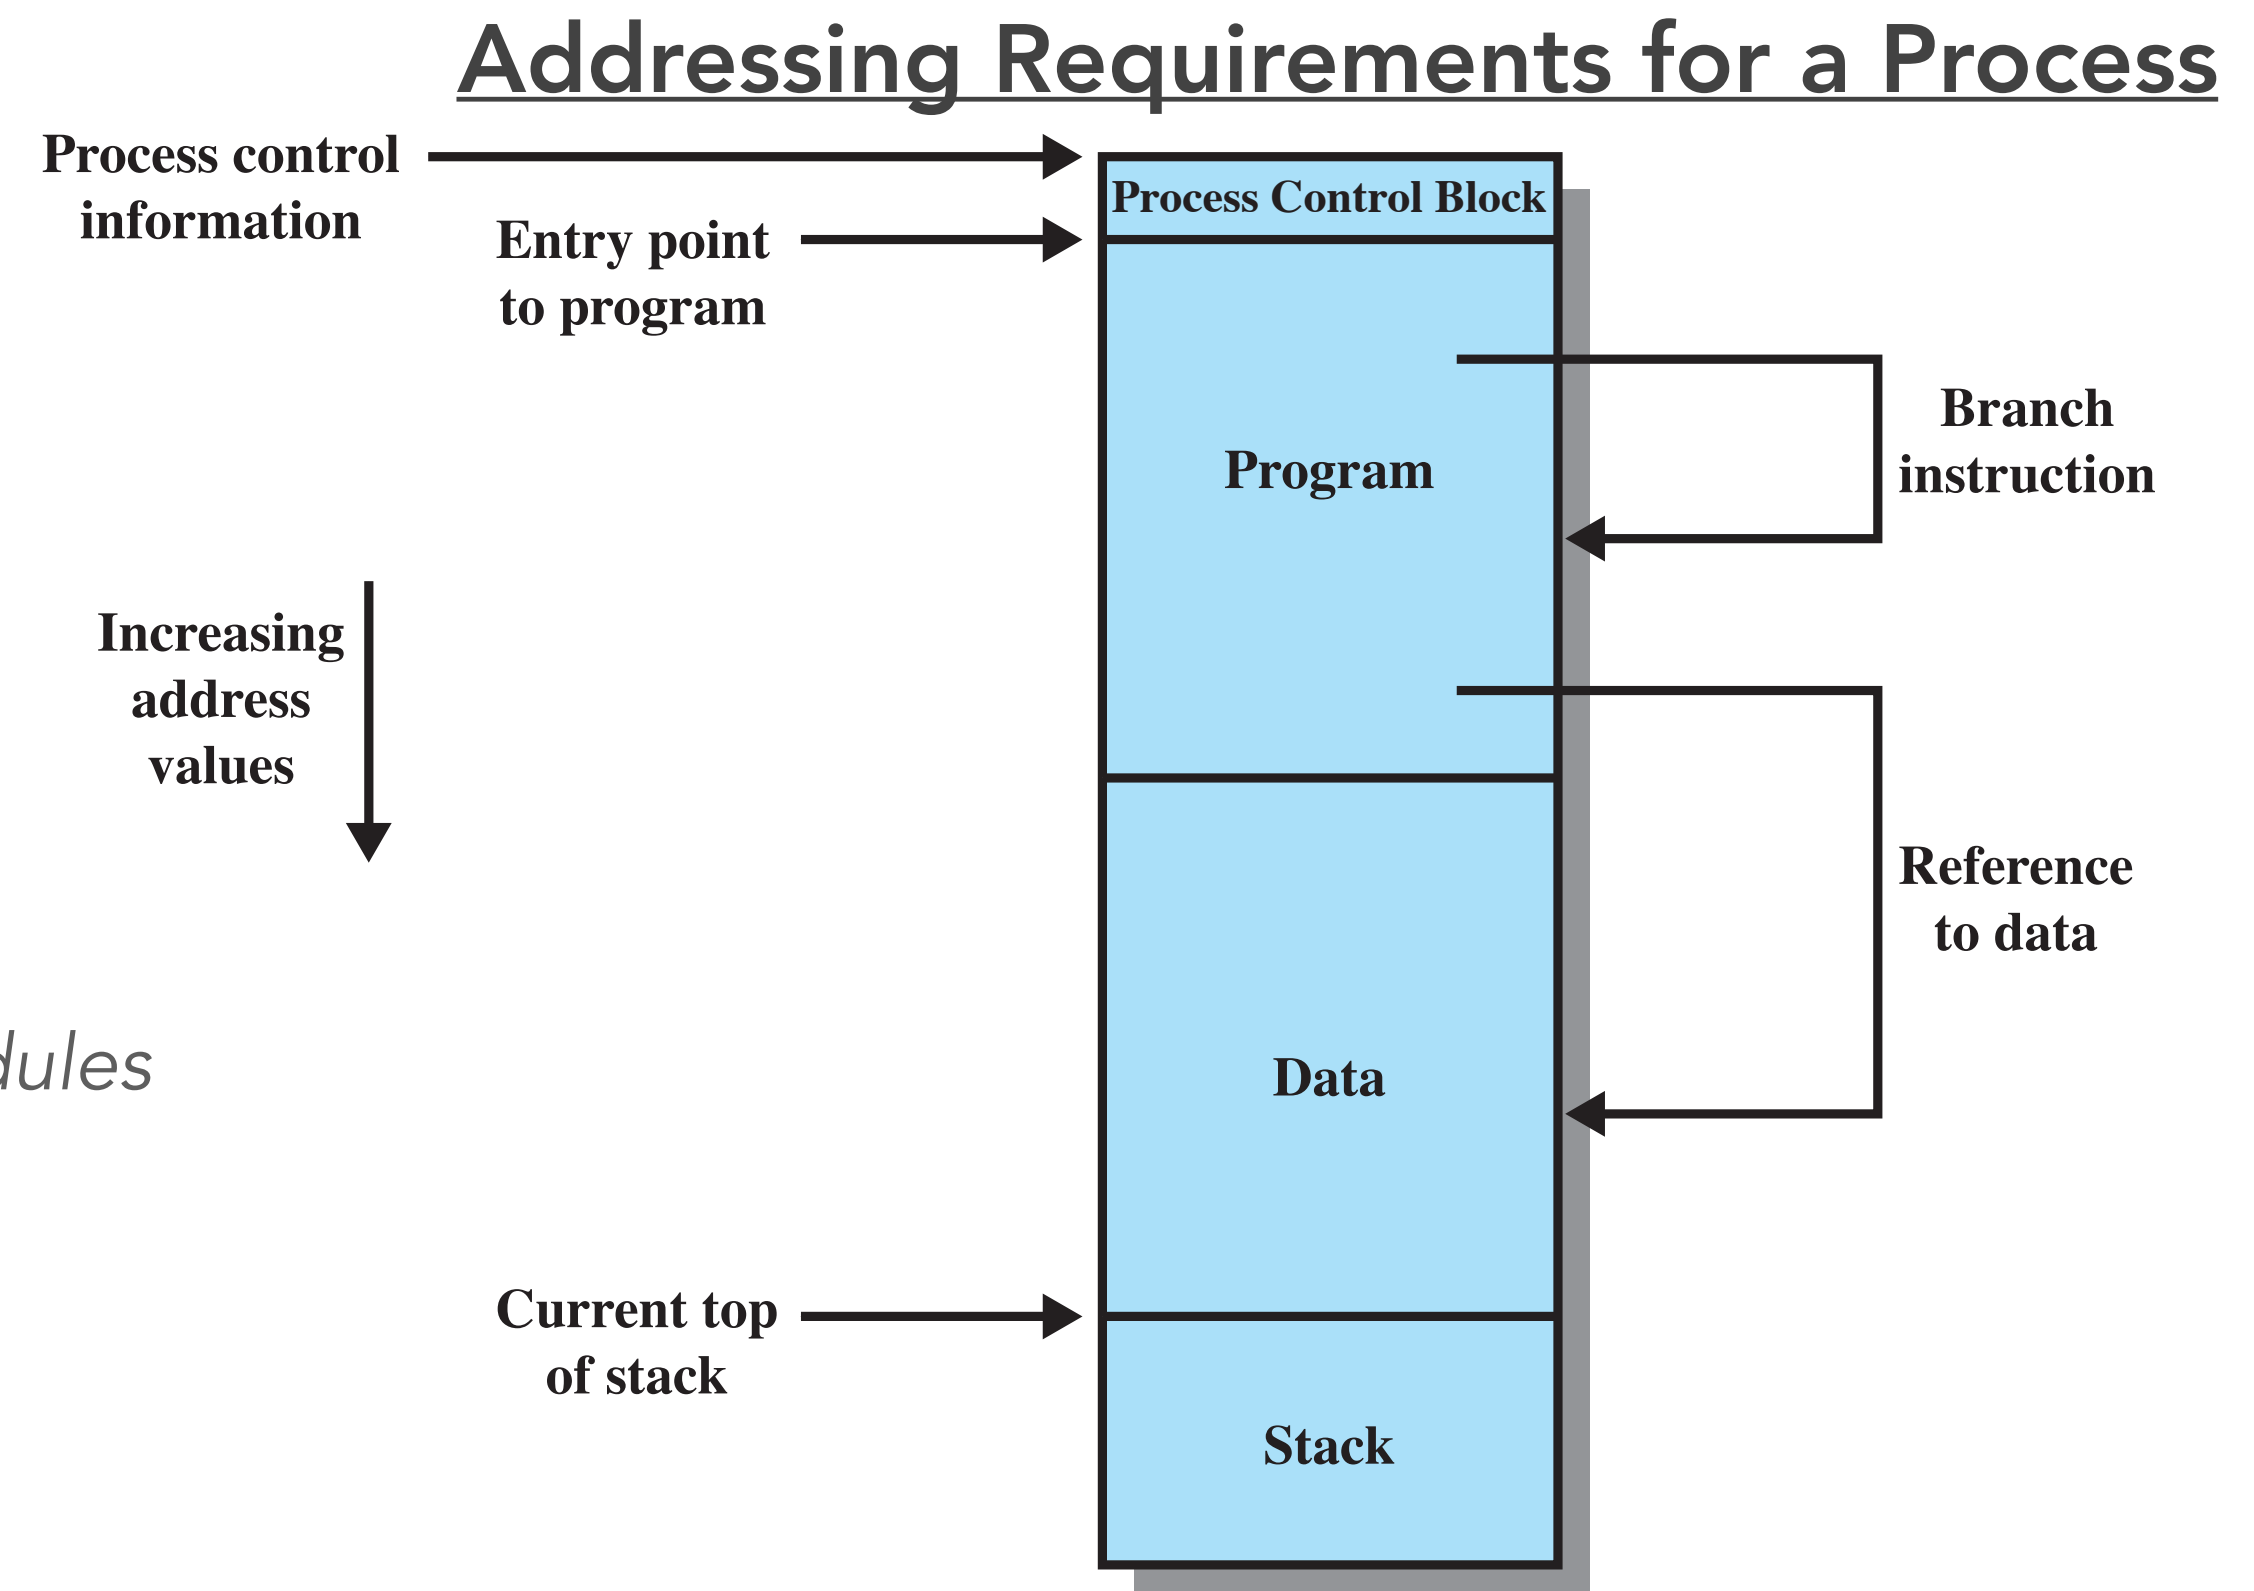 Addressing Requirements for a Process
Process control
information
Process Control Block
Entry point
to program
Branch
instruction
Program
Increasing
address
values
Reference
to data
dules
Data
Current top
of stack
Stack